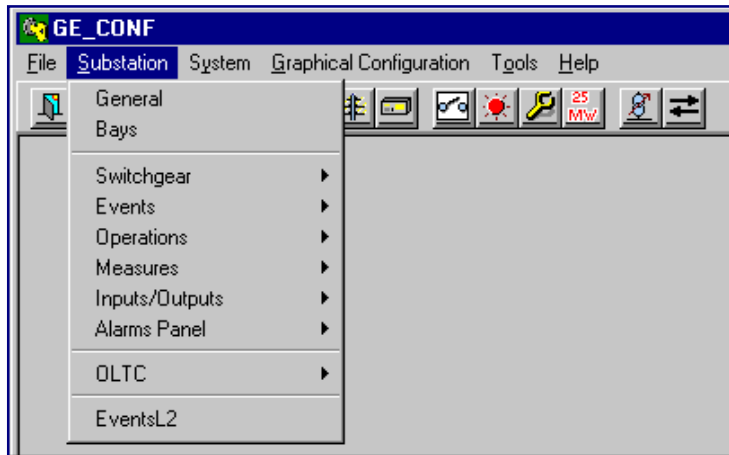 GE_CONF
File Substation System Graphical Configuration Tools Help
25
MW
General
Bays
Switchgear
Events
Operations
Measures
Inputs/Outputs
Alarms Panel
OLTC
EventsL2